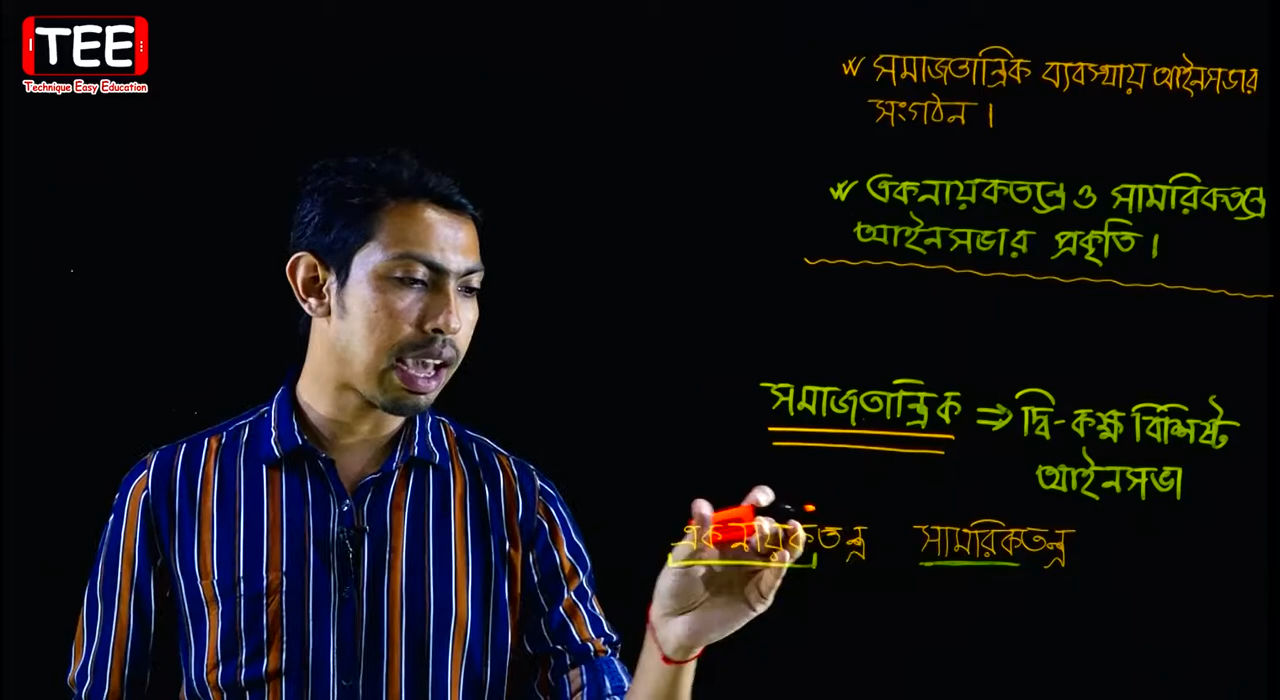 TEE
Technique Easy Education
সমাজতান্ত্রিক ব্যবস্থায় আইনসভার
সংগঠন ।
একনায়কতন্ত্রে ও সামরিকতন্ত্রে
আইনসভার প্রকৃতি ।
সমাজতান্ত্রিক ⇒ দ্বি-কক্ষ বিশিষ্ট
আইনসভা
একনায়কতন্ত্র সামরিকতন্ত্র